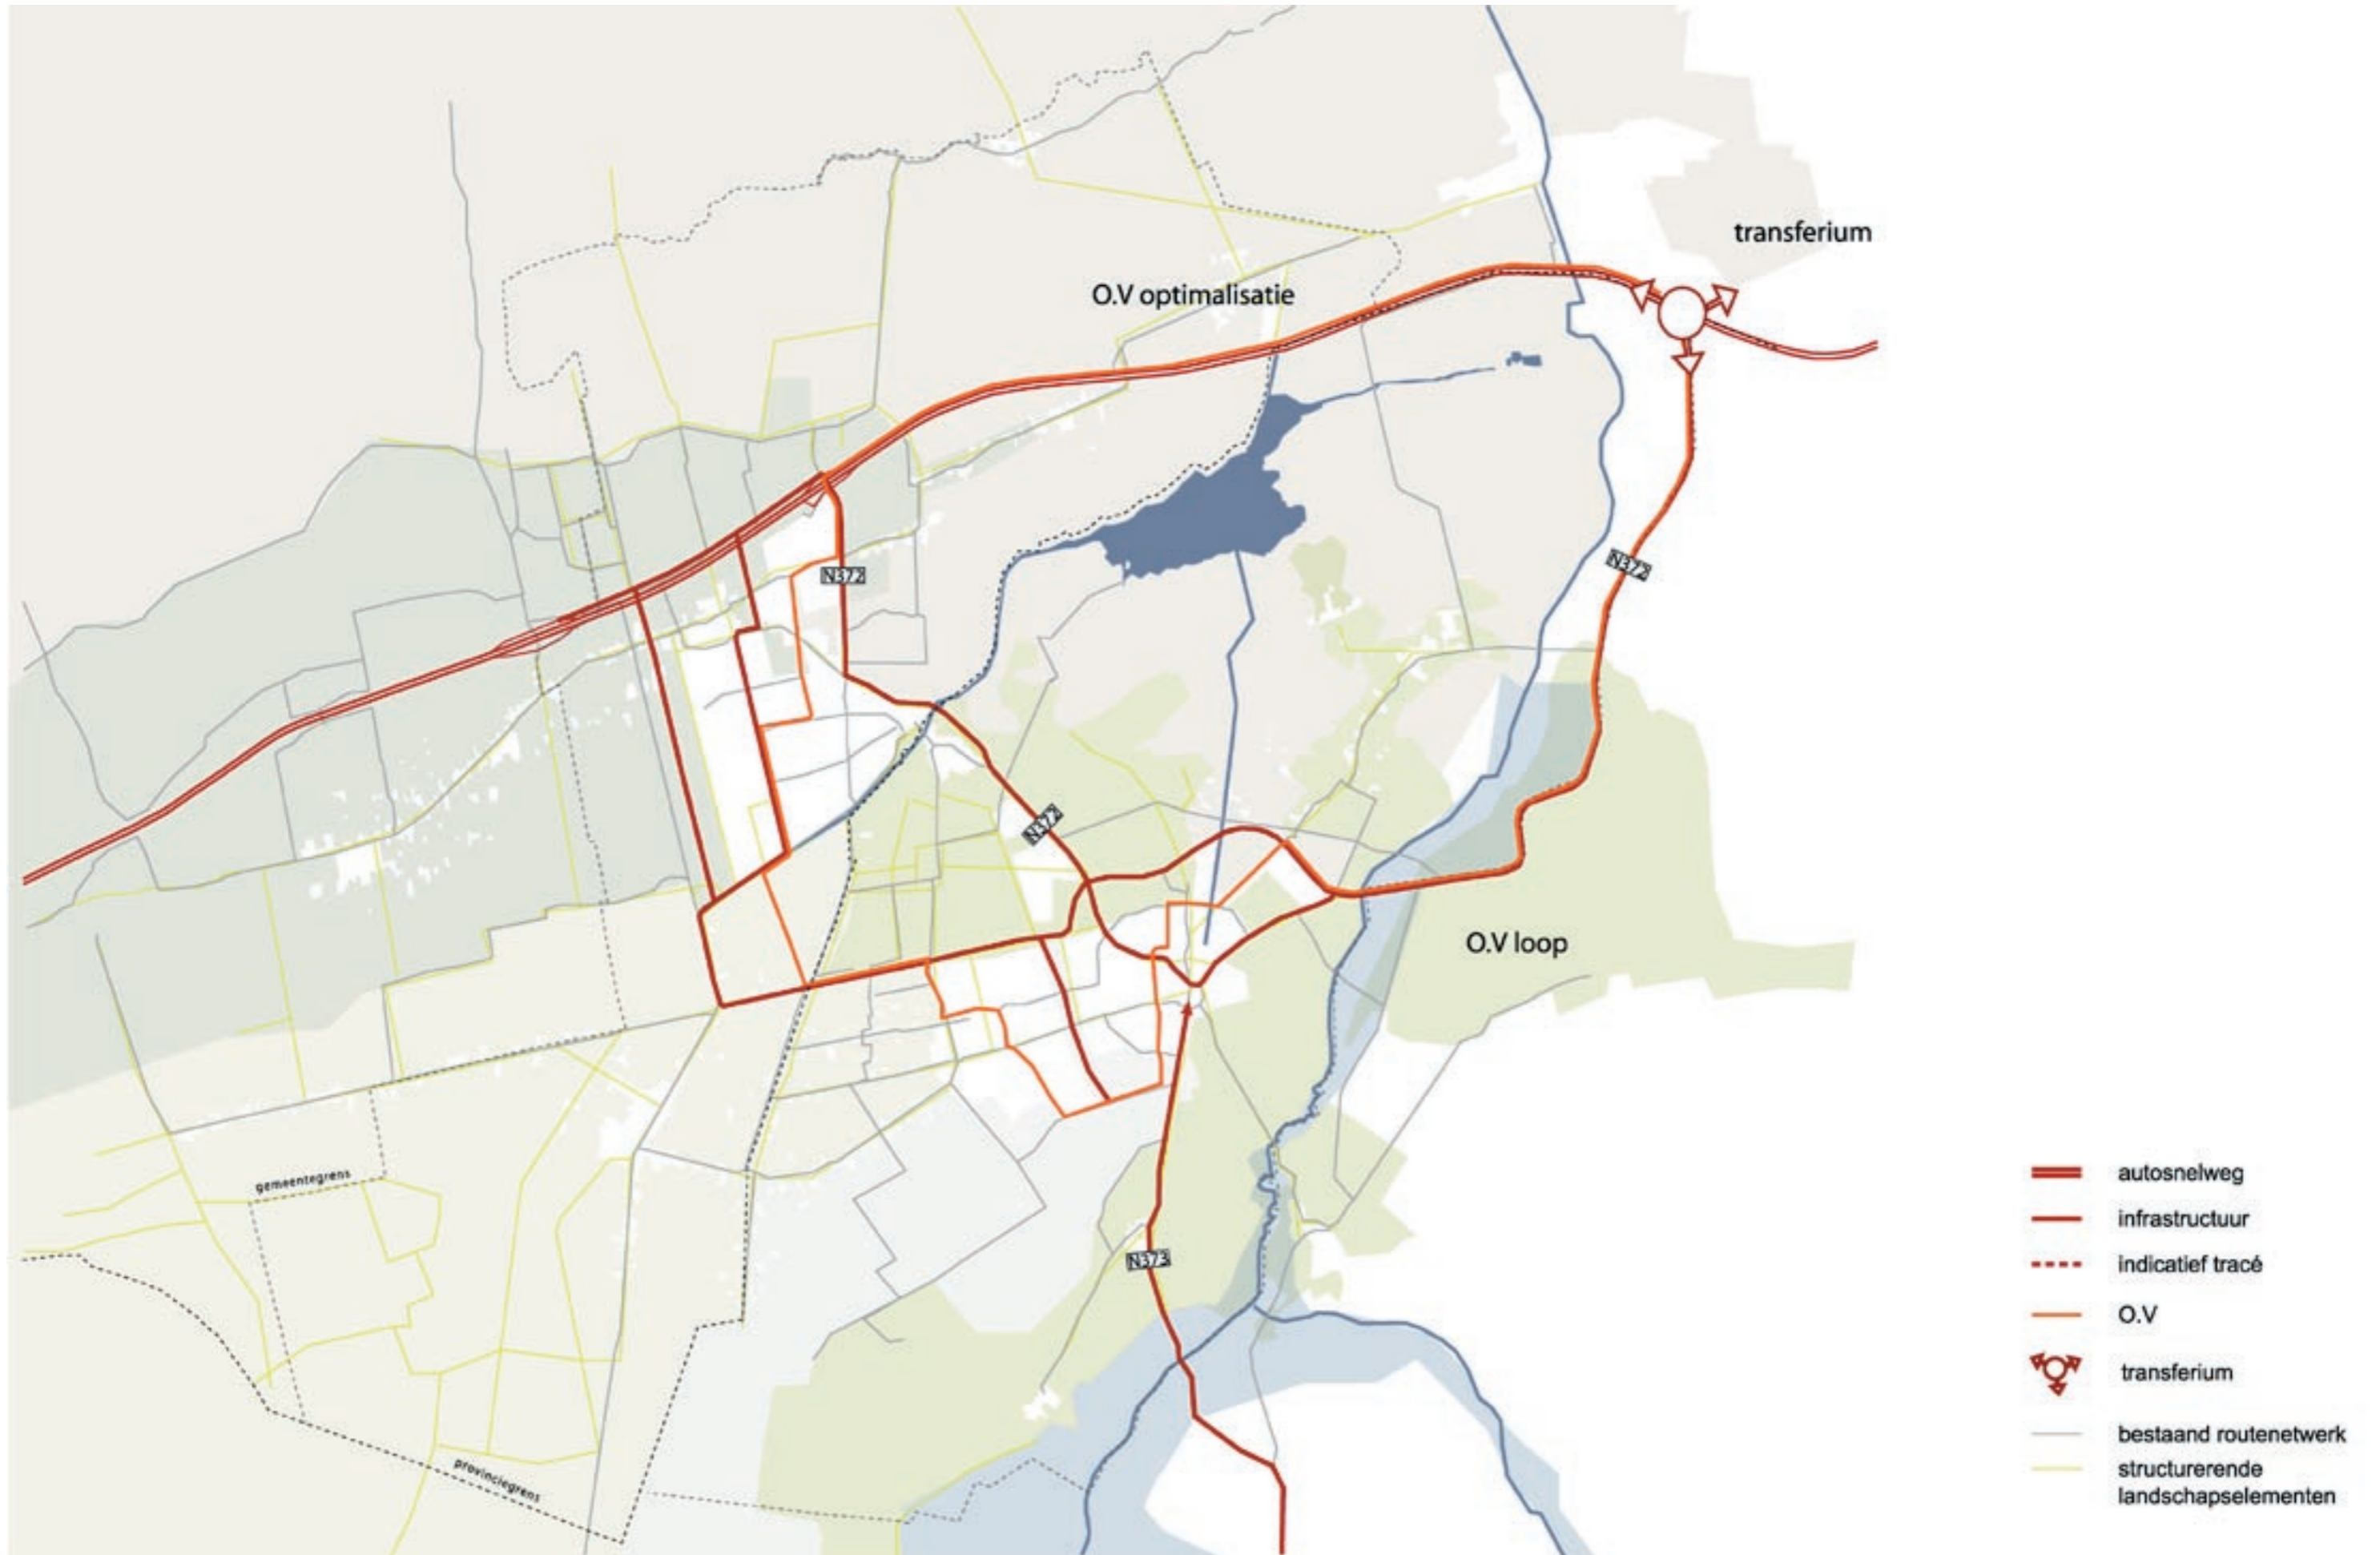 transferium
O.V optimalisatie
N372
N372
N372
O.V loop
gemeentegrens
N373
provinciegrens
autosnelweg
infrastructuur
indicatief tracé
O.V
transferium
bestaand routenetwerk
structurerende
landschapselementen